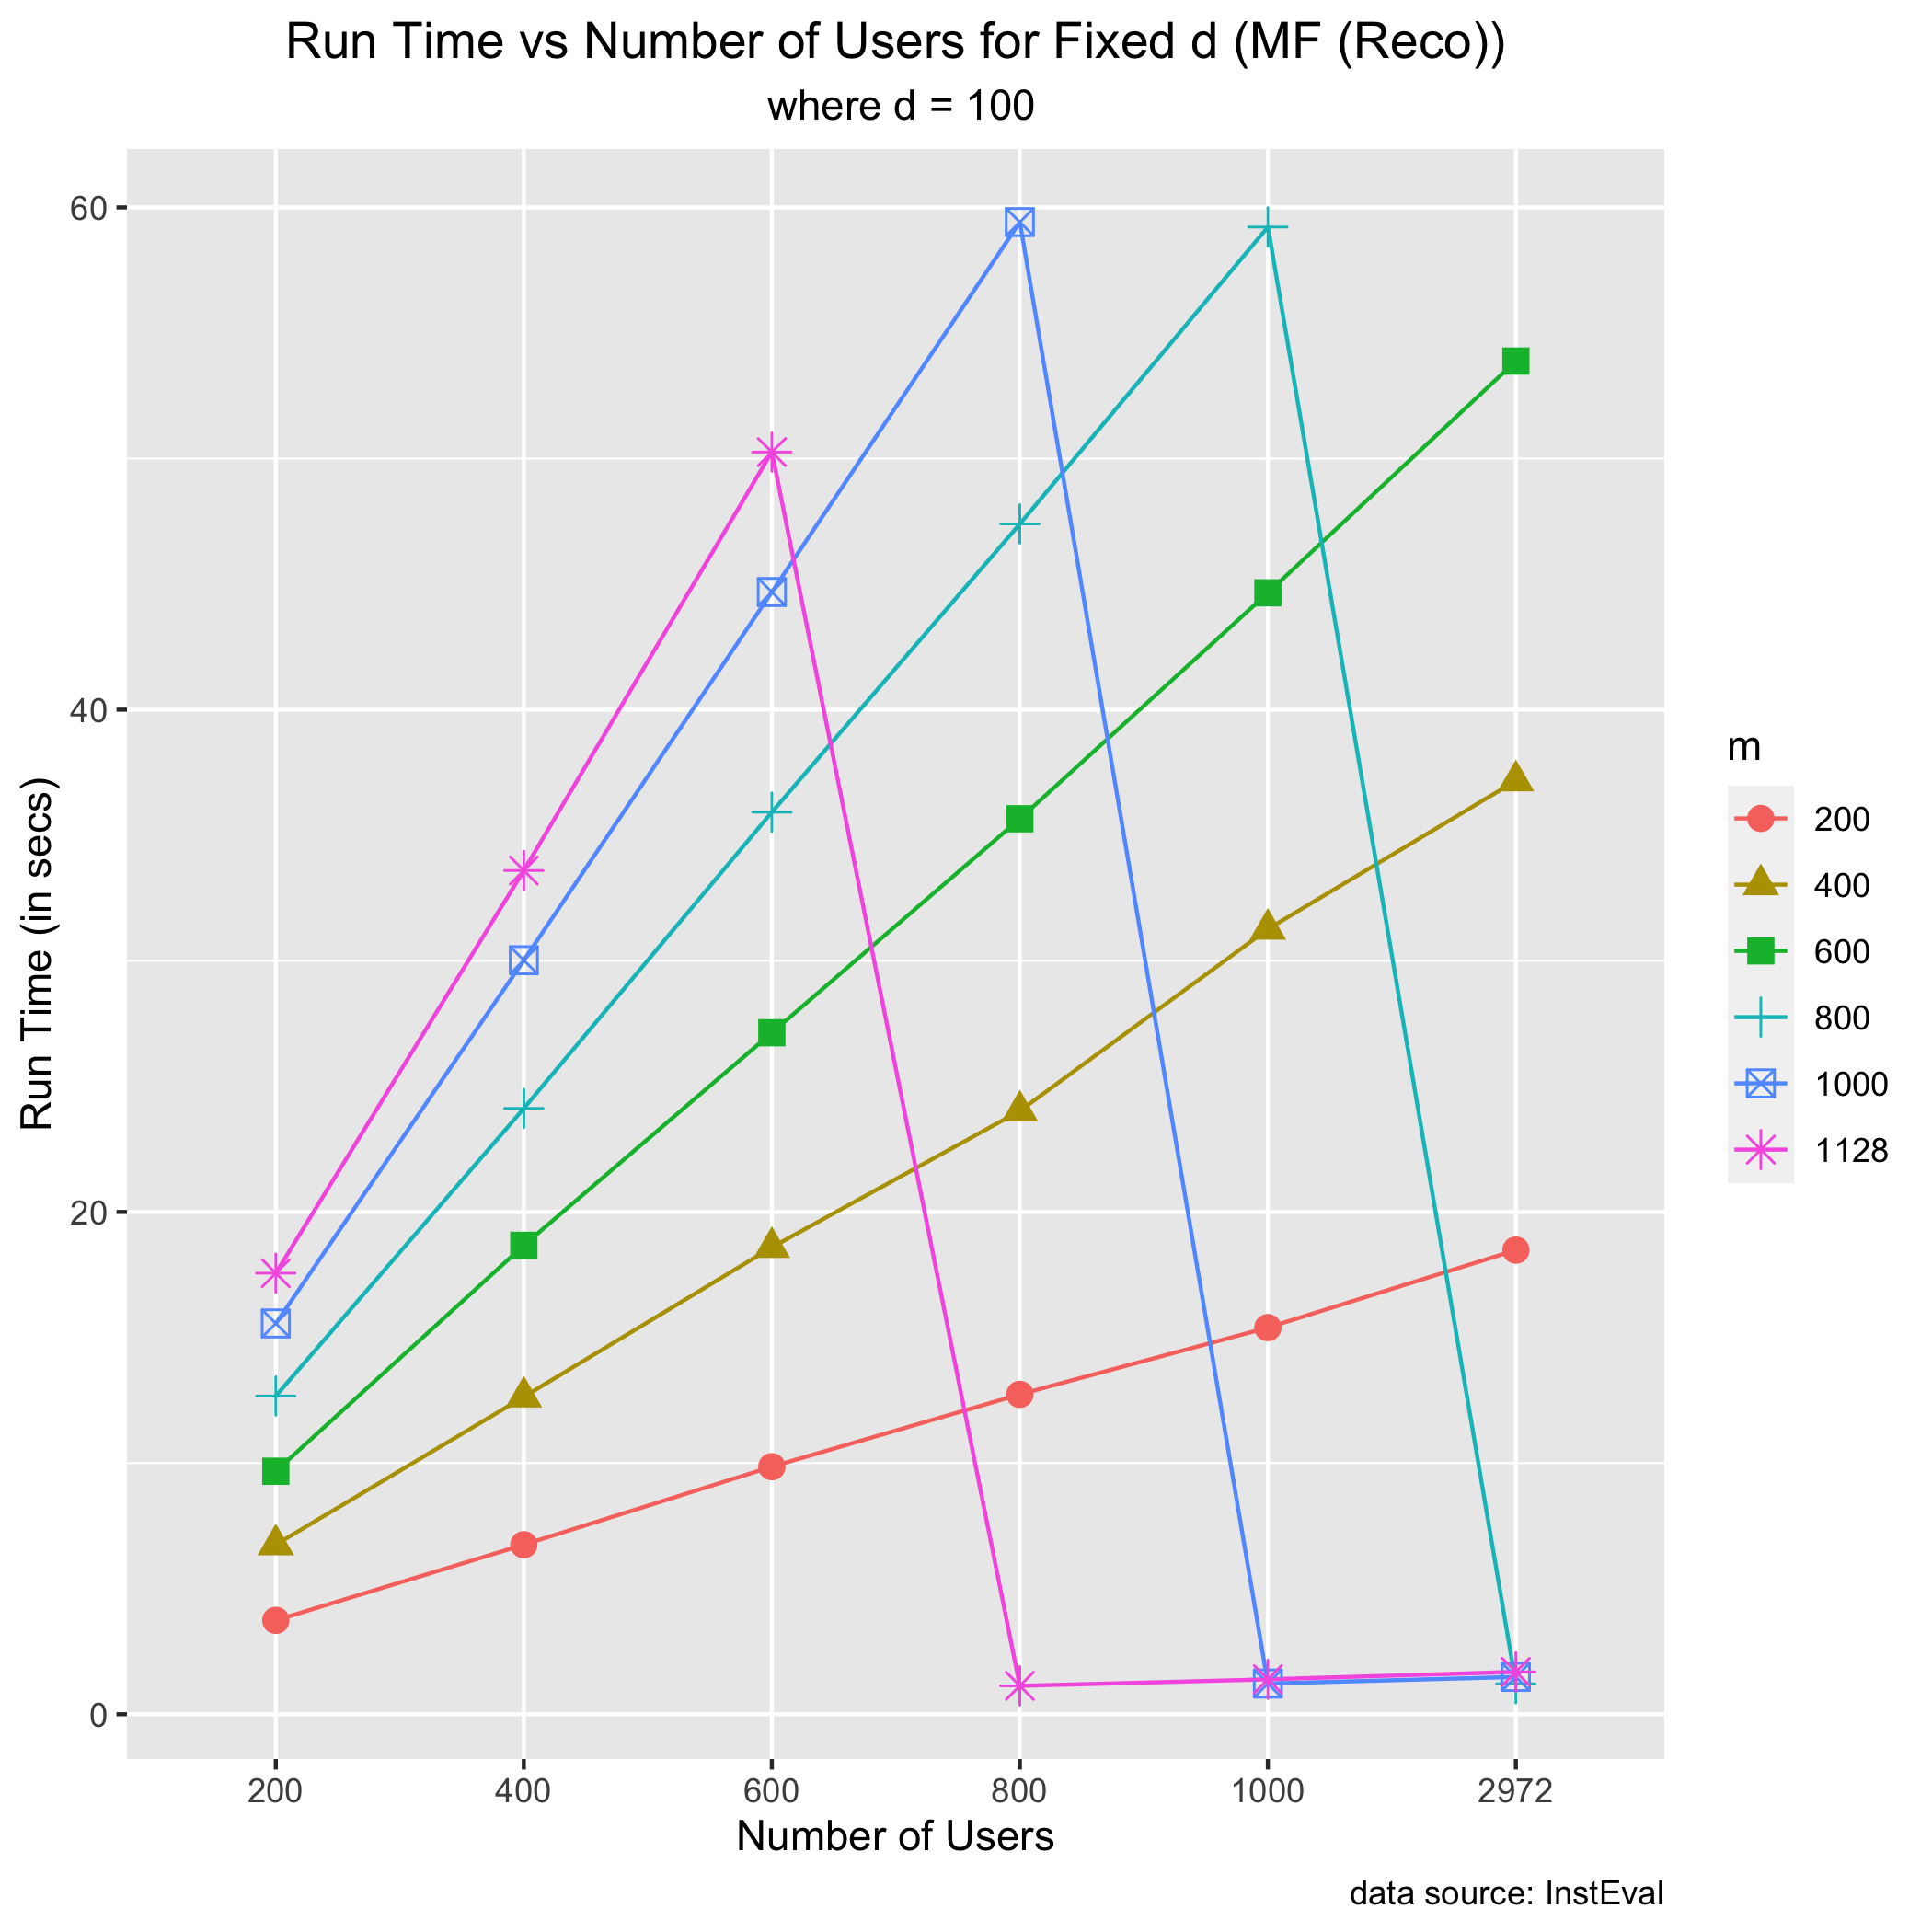 Run Time vs Number of Users for Fixed d (MF (Reco))
where d = 100
60
40
20
0
Run Time (in secs)
200 400 600 800 1000 2972
Number of Users
m
200
400
600
800
1000
1128
data source: InstEval